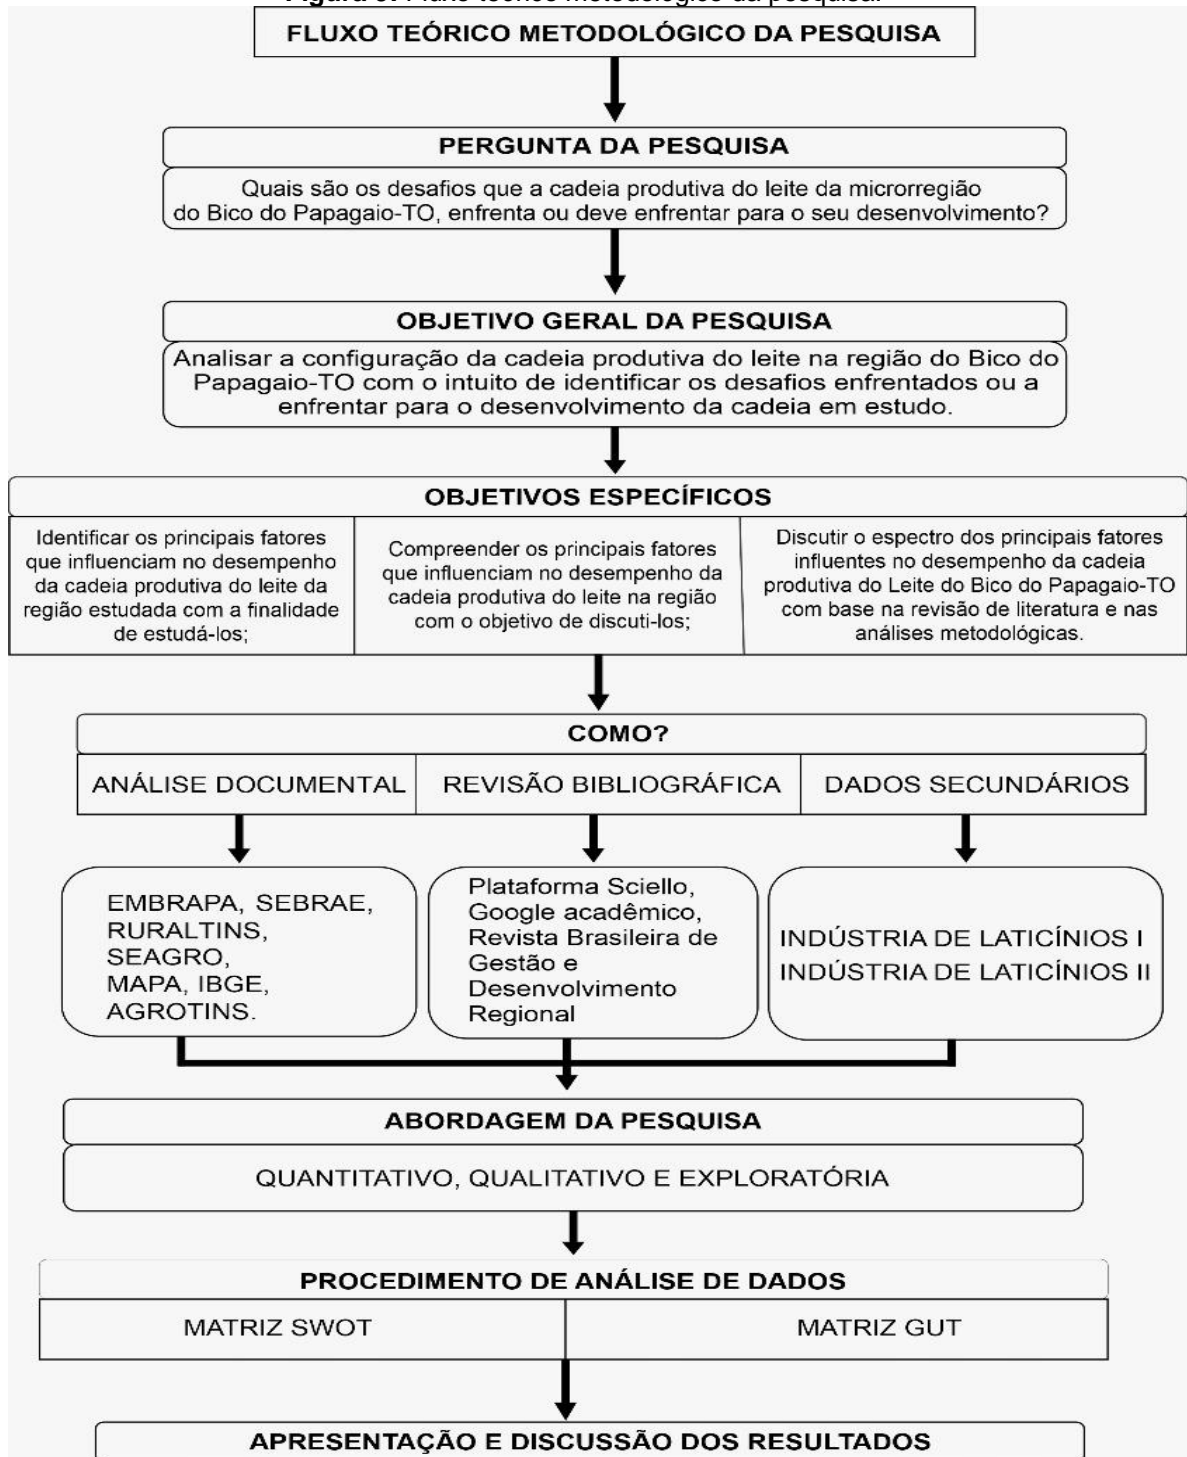 Figura 3. Fluxo teórico metodológico da pesquisa.
FLUXO TEÓRICO METODOLÓGICO DA PESQUISA
PERGUNTA DA PESQUISA
Quais são os desafios que a cadeia produtiva do leite da microrregião
do Bico do Papagaio-TO, enfrenta ou deve enfrentar para o seu desenvolvimento?
OBJETIVO GERAL DA PESQUISA
Analisar a configuração da cadeia produtiva do leite na região do Bico do
Papagaio-TO com o intuito de identificar os desafios enfrentados ou a
enfrentar para o desenvolvimento da cadeia em estudo.
OBJETIVOS ESPECÍFICOS
Identificar os principais fatores
que influenciam no desempenho
da cadeia produtiva do leite da
região estudada com a finalidade
de estudá-los;
Compreender os principais fatores
que influenciam no desempenho da
cadeia produtiva do leite na região
com o objetivo de discuti-los;
Discutir o espectro dos principais fatores
influentes no desempenho da cadeia
produtiva do Leite do Bico do Papagaio-TO
com base na revisão de literatura e nas
análises metodológicas.
COMO?
ANÁLISE DOCUMENTAL
REVISÃO BIBLIOGRÁFICA
DADOS SECUNDÁRIOS
EMBRAPA, SEBRAE,
RURALTINS,
SEAGRO,
MAPA, IBGE,
AGROTINS.
Plataforma Sciello,
Google acadêmico,
Revista Brasileira de
Gestão e
Desenvolvimento
Regional
INDÚSTRIA DE LATICÍNIOS I
INDÚSTRIA DE LATICÍNIOS II
ABORDAGEM DA PESQUISA
QUANTITATIVO, QUALITATIVO E EXPLORATÓRIA
PROCEDIMENTO DE ANÁLISE DE DADOS
MATRIZ SWOT
MATRIZ GUT
APRESENTAÇÃO E DISCUSSÃO DOS RESULTADOS